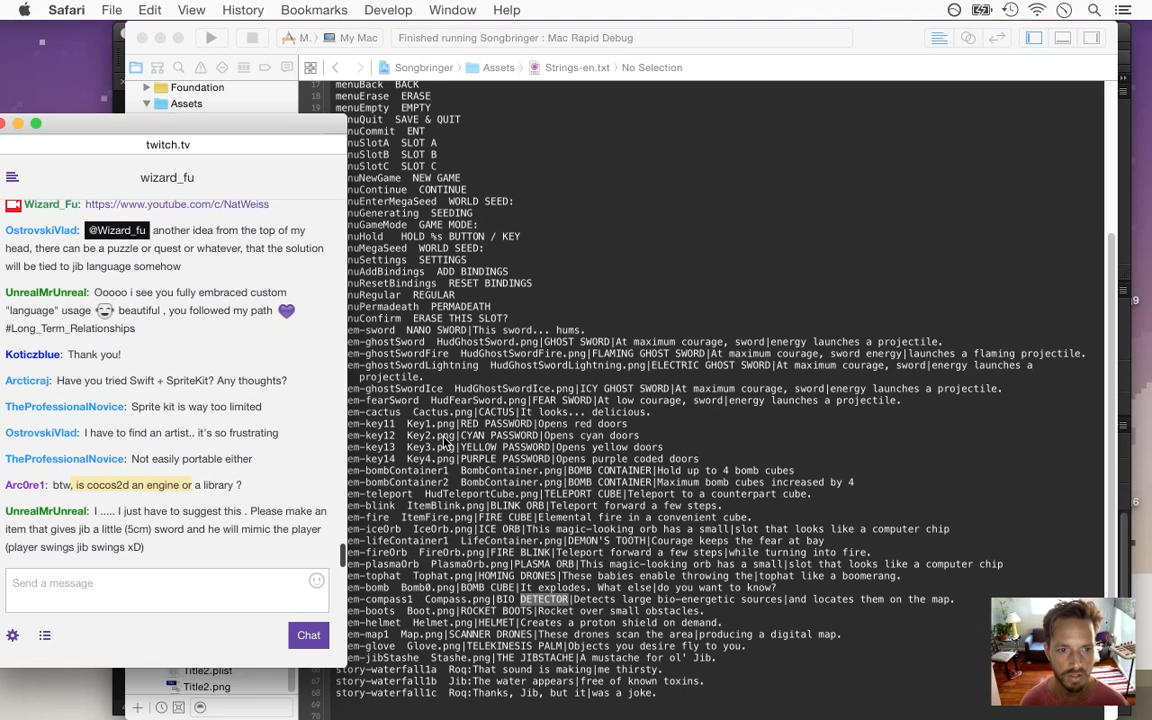 Safari File Edit View History Bookmarks Develop Window Help
M. My Mac Finished running Songbringer : Mac Rapid Debug
Songbringer Assets Strings-en.txt No Selection
Foundation
Assets
twitch.tv
wizard_fu
Wizard_Fu: https://www.youtube.com/c/NatWeiss
OstrovskiVlad: @Wizard_fu another idea from the top of my
head, there can be a puzzle or quest or whatever, that the solution
will be tied to jib language somehow
UnrealMrUnreal: Ooooo i see you fully embraced custom
"language" usage beautiful , you followed my path
#Long_Term_Relationships
Koticzblue: Thank you!
Arcticraj: Have you tried Swift + SpriteKit? Any thoughts?
TheProfessionalNovice: Sprite kit is way too limited
OstrovskiVlad: I have to find an artist.. it's so frustrating
TheProfessionalNovice: Not easily portable either
Arc0re1: btw, is cocos2d an engine or a library ?
UnrealMrUnreal: I ..... I just have to suggest this . Please make an
item that gives jib a little (5cm) sword and he will mimic the player
(player swings jib swings xD)
Send a message
Chat
Title2.plist
Title2.png
17 menuBack BACK
18 menuErase ERASE
19 menuEmpty EMPTY
nuQuit SAVE & QUIT
nuCommit ENT
nuSlotA SLOT A
nuSlotB SLOT B
nuSlotC SLOT C
nuNewGame NEW GAME
nuContinue CONTINUE
nuEnterMegaSeed WORLD SEED:
nuGenerating SEEDING
nuGameMode GAME MODE:
nuHold HOLD %s BUTTON / KEY
nuMegaSeed WORLD SEED:
nuSettings SETTINGS
nuAddBindings ADD BINDINGS
nuResetBindings RESET BINDINGS
nuRegular REGULAR
nuPermadeath PERMADEATH
nuConfirm ERASE THIS SLOT?
em-sword NANO SWORD|This sword... hums.
em-ghostSword HudGhostSword.png|GHOST SWORD|At maximum courage, sword|energy launches a projectile.
em-ghostSwordFire HudGhostSwordFire.png|FLAMING GHOST SWORD|At maximum courage, sword energy|launches a flaming projectile.
em-ghostSwordLightning HudGhostSwordLightning.png|ELECTRIC GHOST SWORD|At maximum courage, sword|energy launches a
projectile.
em-ghostSwordIce HudGhostSwordIce.png|ICY GHOST SWORD|At maximum courage, sword|energy launches a projectile.
em-fearSword HudFearSword.png|FEAR SWORD|At low courage, sword|energy launches a projectile.
em-cactus Cactus.png|CACTUS|It looks... delicious.
em-key11 Key1.png|RED PASSWORD|Opens red doors
em-key12 Key2.png|CYAN PASSWORD|Opens cyan doors
em-key13 Key3.png|YELLOW PASSWORD|Opens yellow doors
em-key14 Key4.png|PURPLE PASSWORD|Opens purple coded doors
em-bombContainer1 BombContainer.png|BOMB CONTAINER|Hold up to 4 bomb cubes
em-bombContainer2 BombContainer.png|BOMB CONTAINER|Maximum bomb cubes increased by 4
em-teleport HudTeleportCube.png|TELEPORT CUBE|Teleport to a counterpart cube.
em-blink ItemBlink.png|BLINK ORB|Teleport forward a few steps.
em-fire ItemFire.png|FIRE CUBE|Elemental fire in a convenient cube.
em-iceOrb IceOrb.png|ICE ORB|This magic-looking orb has a small|slot that looks like a computer chip
em-lifeContainer1 LifeContainer.png|DEMON'S TOOTH|Courage keeps the fear at bay
em-fireOrb FireOrb.png|FIRE BLINK|Teleport forward a few steps|while turning into fire.
em-plasmaOrb PlasmaOrb.png|PLASMA ORB|This magic-looking orb has a small|slot that looks like a computer chip
em-tophat Tophat.png|HOMING DRONES|These babies enable throwing the|tophat like a boomerang.
em-bomb Bomb0.png|BOMB CUBE|It explodes. What else|do you want to know?
em-compass1 Compass.png|BIO DETECTOR|Detects large bio-energetic sources|and locates them on the map.
em-boots Boot.png|ROCKET BOOTS|Rocket over small obstacles.
em-helmet Helmet.png|HELMET|Creates a proton shield on demand.
em-map1 Map.png|SCANNER DRONES|These drones scan the area|producing a digital map.
em-glove Glove.png|TELEKINESIS PALM|Objects you desire fly to you.
em-jibStashe Stashe.png|THE JIBSTACHE|A mustache for ol' Jib.
66 story-waterfall1a Roq:That sound is making|me thirsty.
67 story-waterfall1b Jib:The water appears|free of known toxins.
68 story-waterfall1c Roq:Thanks, Jib, but it|was a joke.
69
70